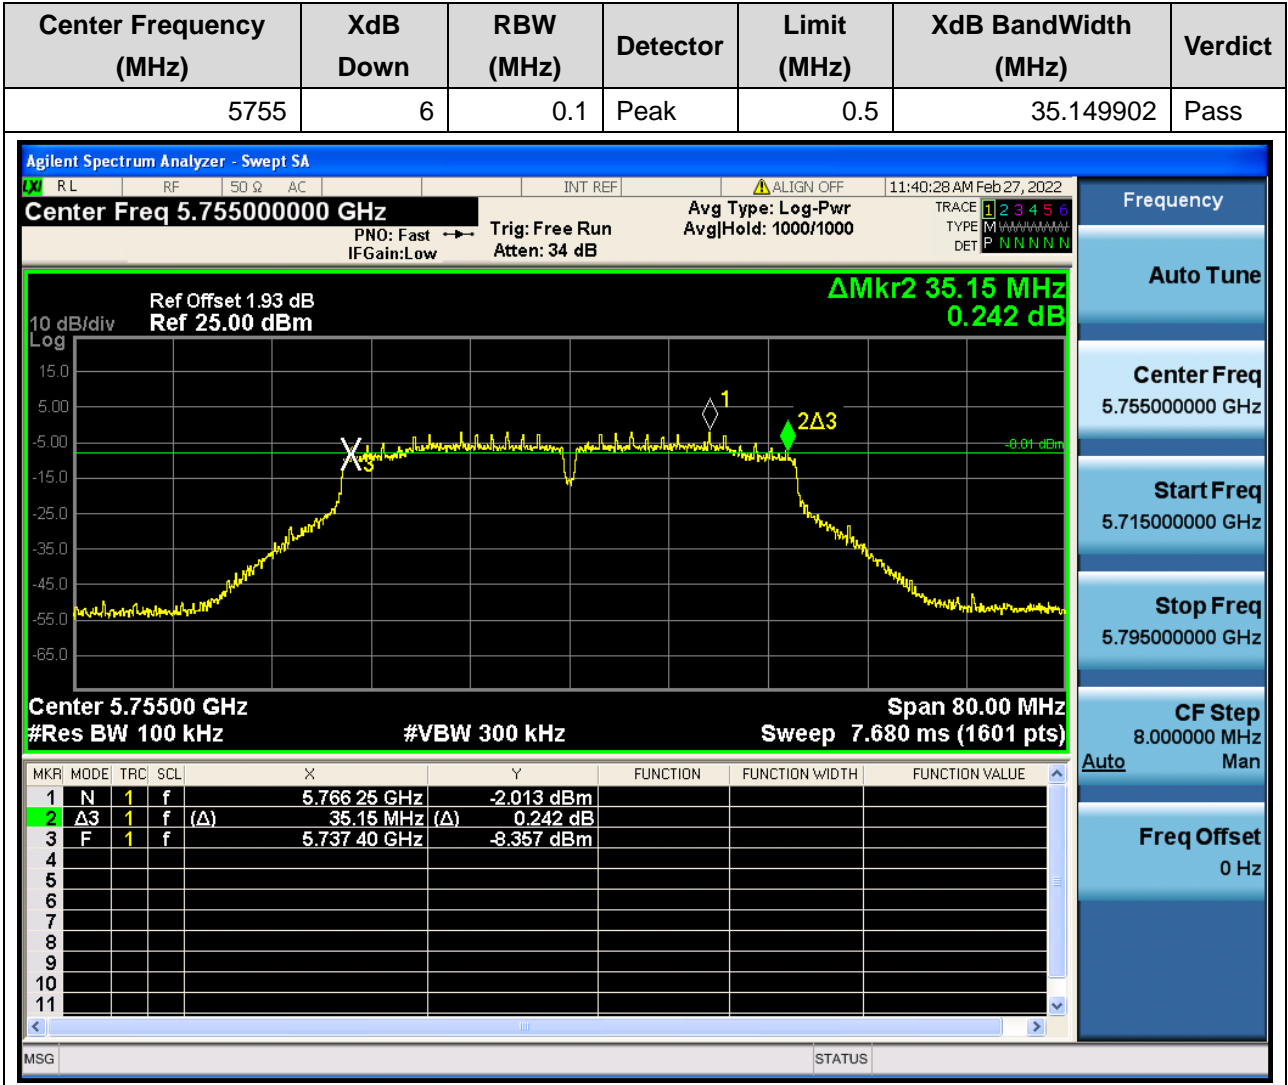 Center Frequency (MHz) XdB Down RBW (MHz) Detector Limit (MHz) XdB BandWidth (MHz) Verdict
5755 6 0.1 Peak 0.5 35.149902 Pass
Agilent Spectrum Analyzer - Swept SA
LXI RL RF 50 Ω AC INT REF ALIGN OFF 11:40:28 AM Feb 27, 2022
Center Freq 5.755000000 GHz
PNO: Fast
IFGain:Low
Trig: Free Run
Atten: 34 dB
Avg Type: Log-Pwr
Avg|Hold: 1000/1000
TRACE 1 2 3 4 5 6
TYPE M
DET P N N N N N
Ref Offset 1.93 dB
10 dB/div Ref 25.00 dBm
Log
ΔMkr2 35.15 MHz
0.242 dB
15.0
5.00
-5.00
-15.0
-25.0
-35.0
-45.0
-55.0
-65.0
1
2Δ3
3
-8.01 dBm
Center 5.75500 GHz Span 80.00 MHz
#Res BW 100 kHz #VBW 300 kHz Sweep 7.680 ms (1601 pts)
MKR MODE TRC SCL X Y FUNCTION FUNCTION WIDTH FUNCTION VALUE
1 N 1 f 5.766 25 GHz -2.013 dBm
2 Δ3 1 f (Δ) 35.15 MHz (Δ) 0.242 dB
3 F 1 f 5.737 40 GHz -8.357 dBm
4
5
6
7
8
9
10
11
MSG STATUS
Frequency
Auto Tune
Center Freq
5.755000000 GHz
Start Freq
5.715000000 GHz
Stop Freq
5.795000000 GHz
CF Step
8.000000 MHz
Auto Man
Freq Offset
0 Hz